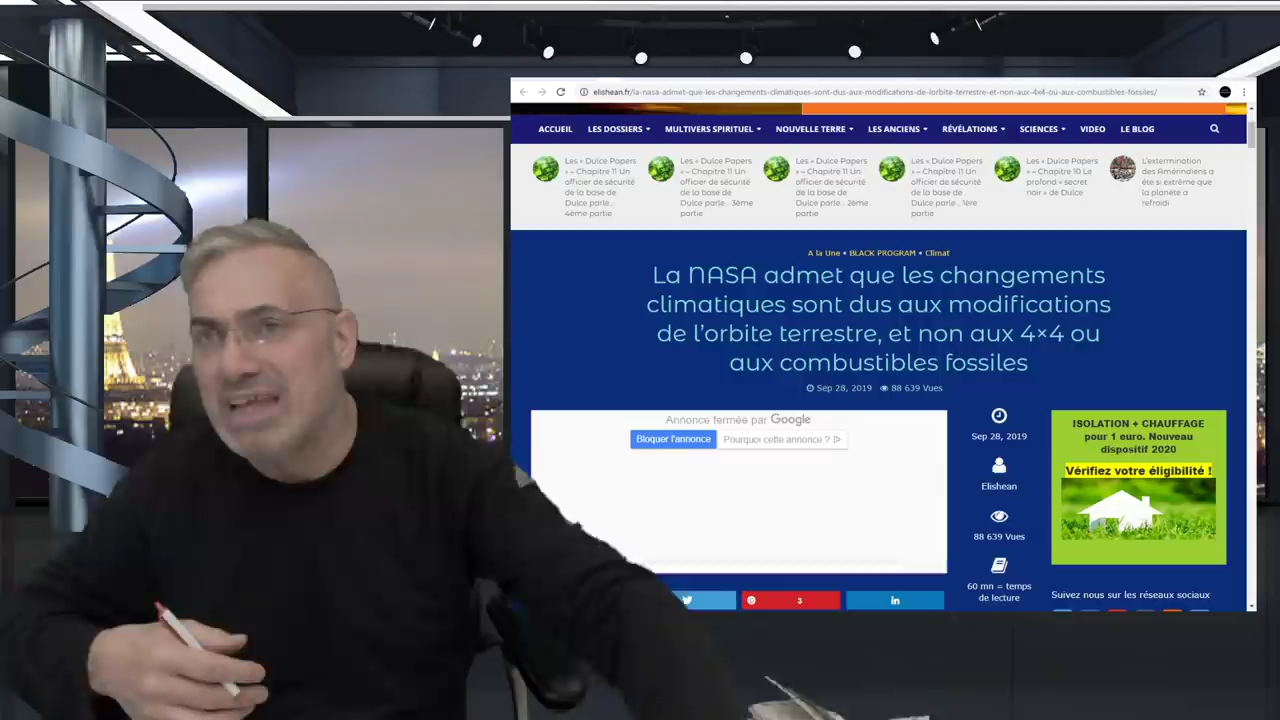 elishean.fr/la-nasa-admet-que-les-changements-climatiques-sont-dus-aux-modifications-de-lorbite-terrestre-et-non-aux-4x4-ou-aux-combustibles-fossiles/
ACCUEIL LES DOSSIERS MULTIVERS SPIRITUEL NOUVELLE TERRE LES ANCIENS RÉVÉLATIONS SCIENCES VIDEO LE BLOG
Les « Dulce Papers
» – Chapitre 11 Un
officier de sécurité
de la base de
Dulce parle... 
4ème partie
Les « Dulce Papers
» – Chapitre 11 Un
officier de sécurité
de la base de
Dulce parle... 3ème
partie
Les « Dulce Papers
» – Chapitre 11 Un
officier de sécurité
de la base de
Dulce parle... 2ème
partie
Les « Dulce Papers
» – Chapitre 11 Un
officier de sécurité
de la base de
Dulce parle... 1ère
partie
Les « Dulce Papers
» – Chapitre 10 Le
profond « secret
noir » de Dulce
L'extermination
des Amérindiens a
été si extrême que
la planète a
refroidi
A la Une • BLACK PROGRAM • Climat
La NASA admet que les changements
climatiques sont dus aux modifications
de l'orbite terrestre, et non aux 4×4 ou
aux combustibles fossiles
Sep 28, 2019 88 639 Vues
Annonce fermée par Google
Bloquer l'annonce Pourquoi cette annonce ?
Sep 28, 2019
Elishean
88 639 Vues
60 mn = temps
de lecture
ISOLATION + CHAUFFAGE
pour 1 euro. Nouveau
dispositif 2020
Vérifiez votre éligibilité !
Suivez nous sur les réseaux sociaux
3
in